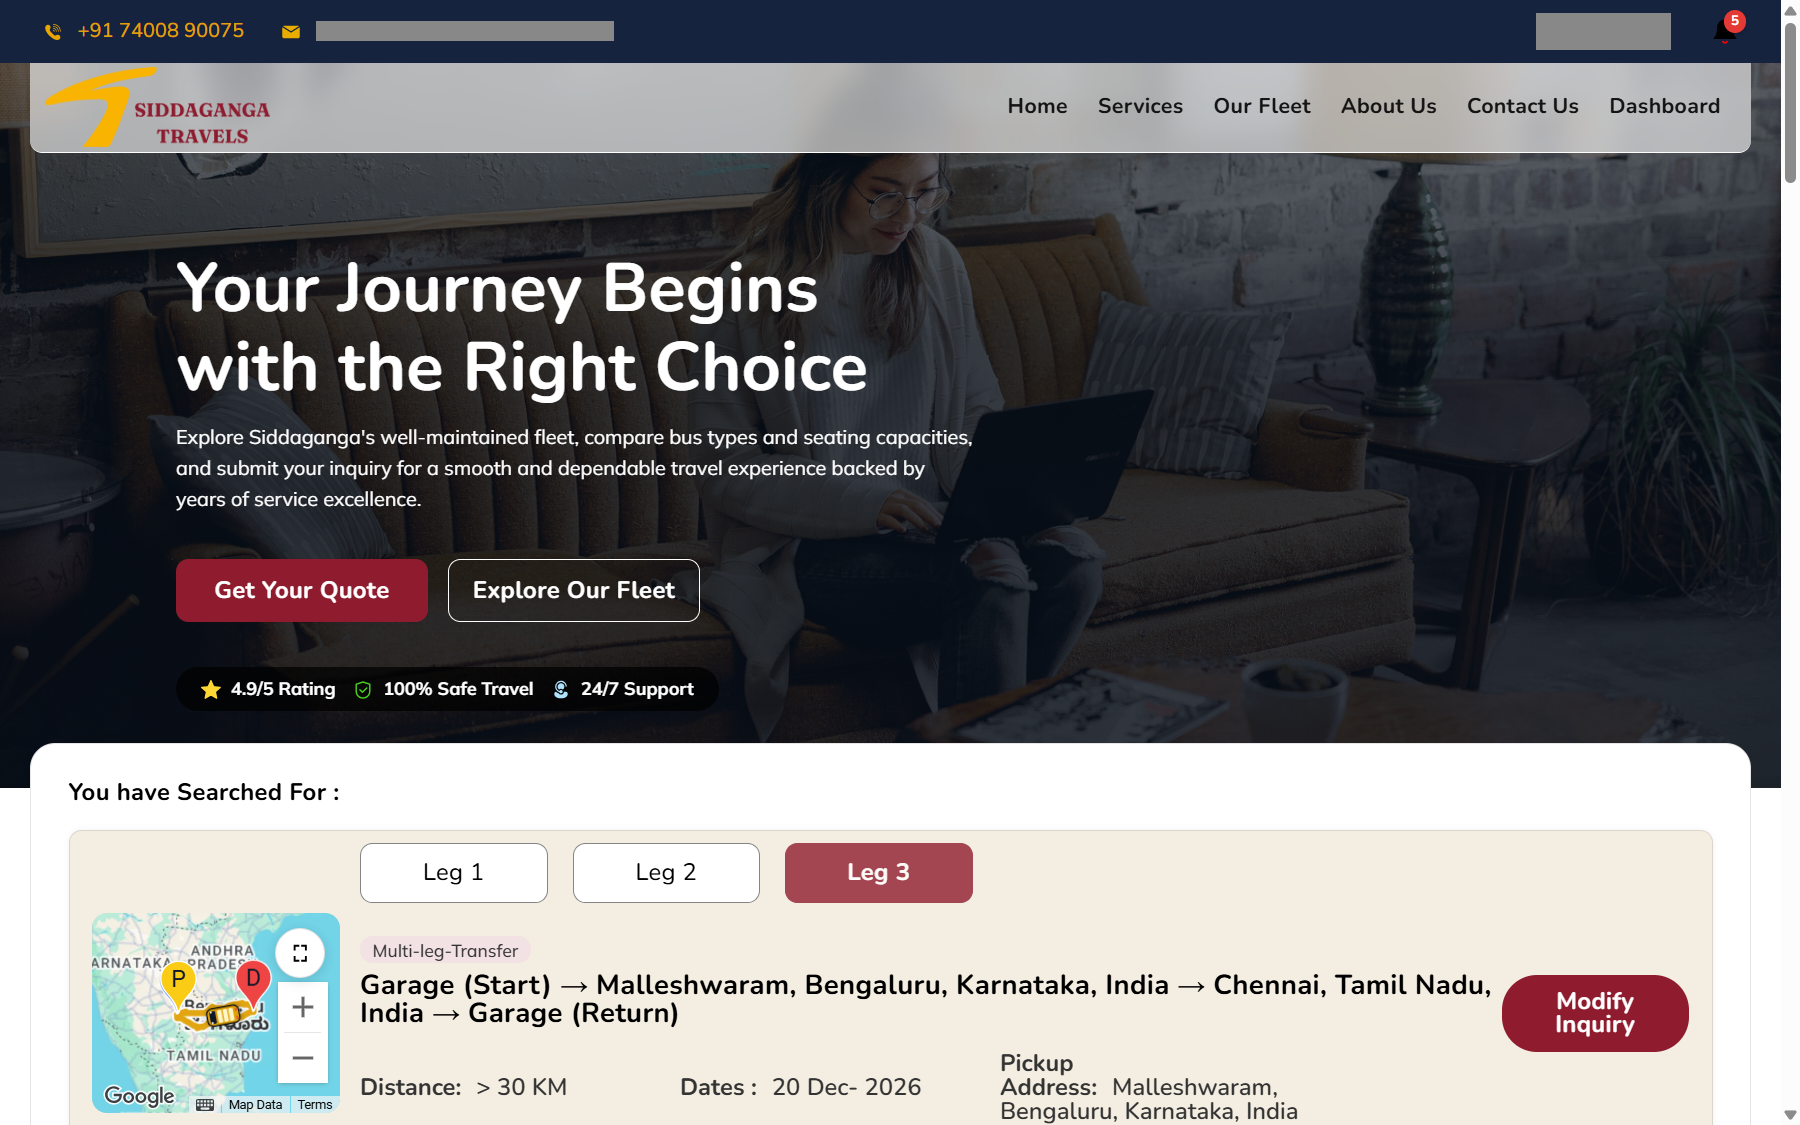 +91 74008 90075
5
SIDDAGANGA
TRAVELS
Home Services Our Fleet About Us Contact Us Dashboard
Your Journey Begins
with the Right Choice
Explore Siddaganga's well-maintained fleet, compare bus types and seating capacities,
and submit your inquiry for a smooth and dependable travel experience backed by
years of service excellence.
Get Your Quote Explore Our Fleet
4.9/5 Rating 100% Safe Travel 24/7 Support
You have Searched For :
Leg 1 Leg 2 Leg 3
ANDHRA
PRADES
P
D
TAMIL NADU
Google
Map Data Terms
Multi-leg-Transfer
Garage (Start) → Malleshwaram, Bengaluru, Karnataka, India → Chennai, Tamil Nadu,
India → Garage (Return)
Modify
Inquiry
Distance: > 30 KM
Dates : 20 Dec- 2026
Pickup
Address: Malleshwaram,
Bengaluru, Karnataka, India